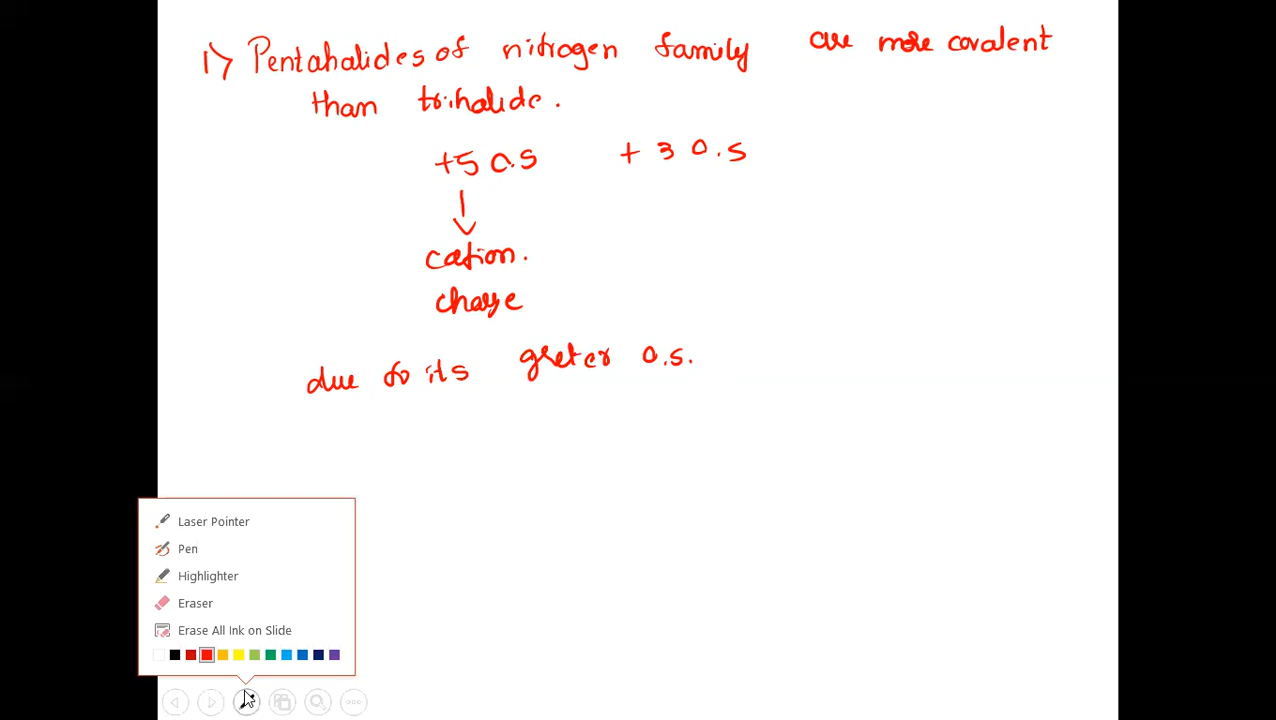 1) Pentahalides of nitrogen family are more covalent
than trihalide.
+5 O.S + 3 O.S
cation.
charge
due to its greter O.S.
Laser Pointer
Pen
Highlighter
Eraser
Erase All Ink on Slide